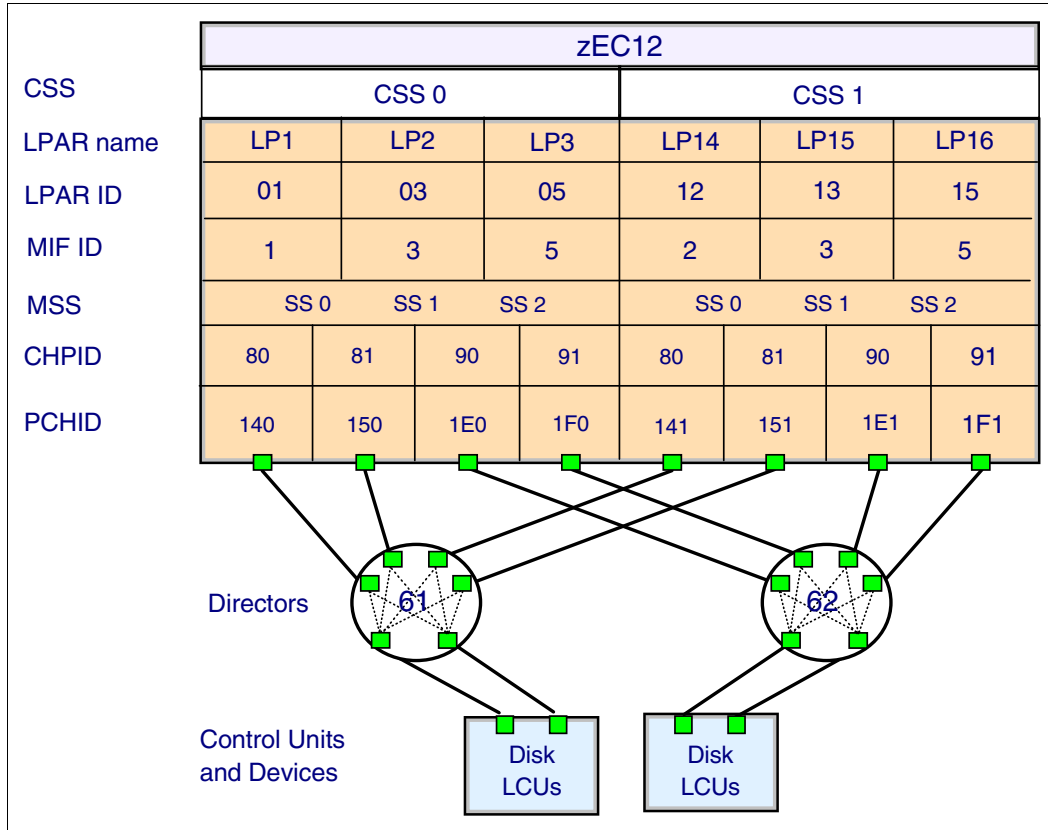 zEC12
CSS CSS 0 CSS 1
LPAR name LP1 LP2 LP3 LP14 LP15 LP16
LPAR ID 01 03 05 12 13 15
MIF ID 1 3 5 2 3 5
MSS SS 0 SS 1 SS 2 SS 0 SS 1 SS 2
CHPID 80 81 90 91 80 81 90 91
PCHID 140 150 1E0 1F0 141 151 1E1 1F1
Directors 61 62
Control Units
and Devices
Disk
LCUs
Disk
LCUs